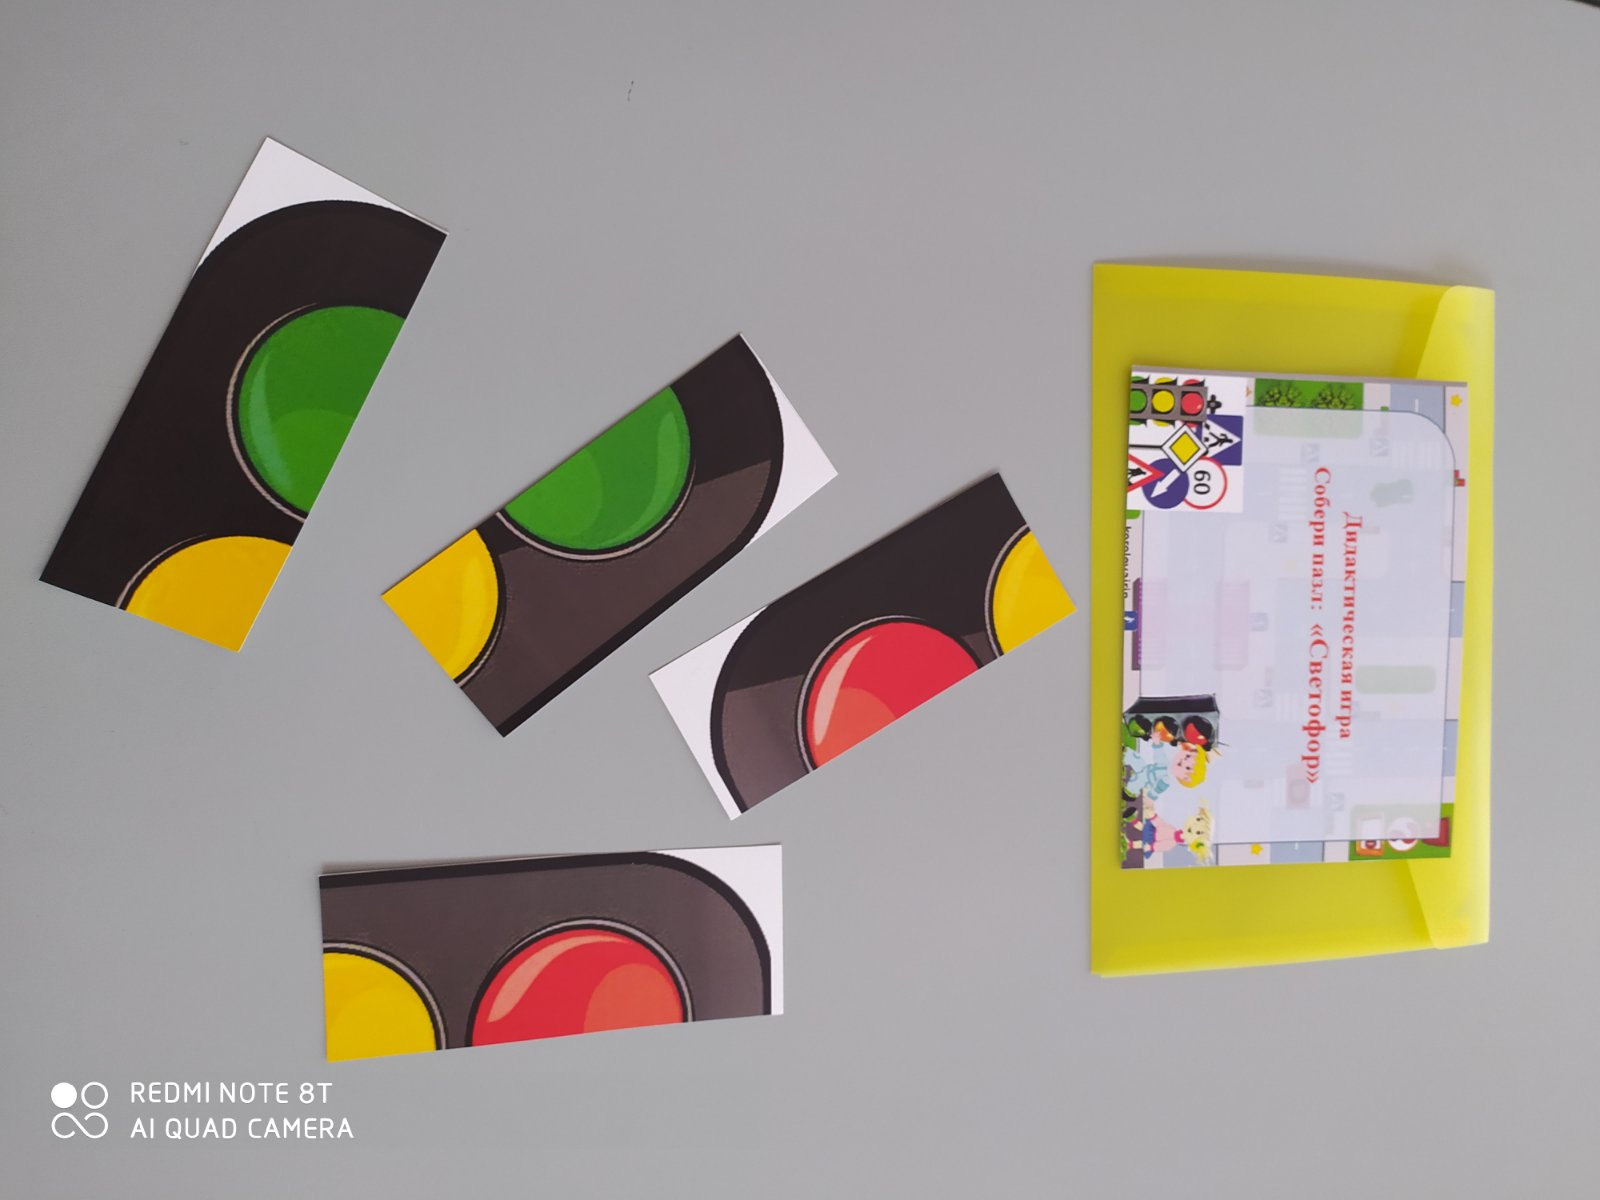 Дидактическая игра
Собери пазл: «Светофор»
60
REDMI NOTE 8T
AI QUAD CAMERA